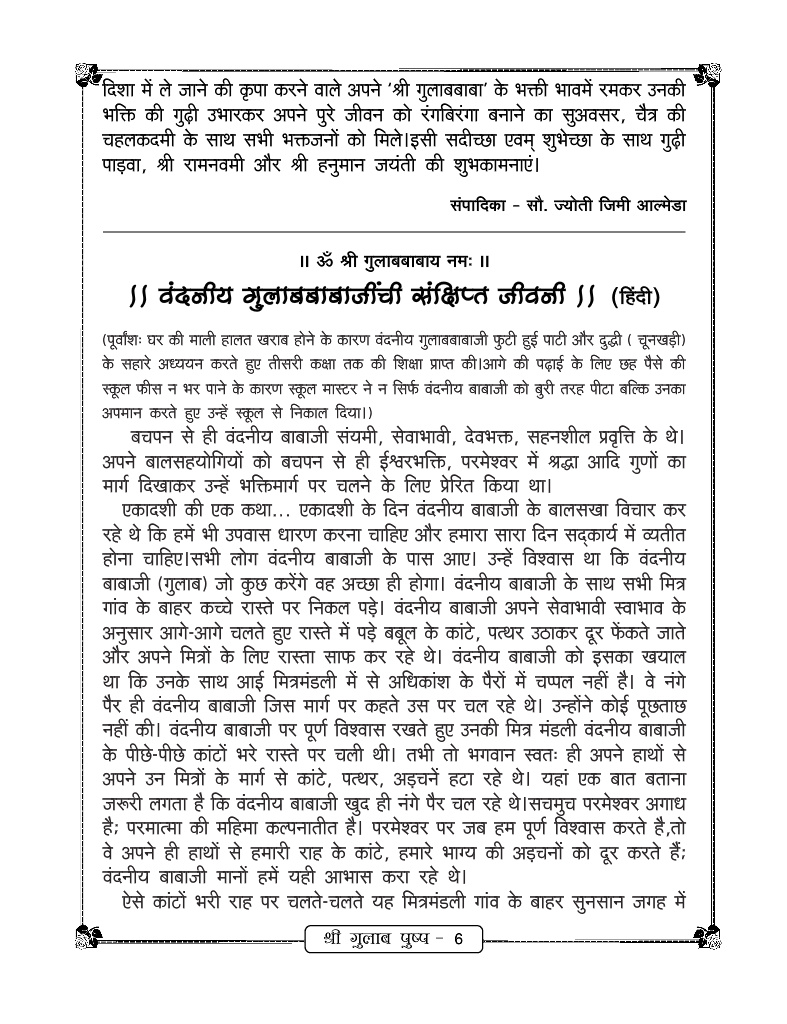 दिशा में ले जाने की कृपा करने वाले अपने 'श्री गुलाबबाबा' के भक्ती भावमें रमकर उनकी
भक्ति की गुढ़ी उभारकर अपने पुरे जीवन को रंगबिरंगा बनाने का सुअवसर, चैत्र की
चहलकदमी के साथ सभी भक्तजनों को मिले।इसी सदीच्छा एवम् शुभेच्छा के साथ गुढ़ी
पाड़वा, श्री रामनवमी और श्री हनुमान जयंती की शुभकामनाएं।
संपादिका - सौ. ज्योती जिमी आल्मेडा
॥ ॐ श्री गुलाबबाबाय नमः ॥
।। वंदनीय गुलाबबाबाजींची संक्षिप्त जीवनी ।। (हिंदी)
(पूर्वांशः घर की माली हालत खराब होने के कारण वंदनीय गुलाबबाबाजी फुटी हुई पाटी और दुद्धी ( चूनखड़ी)
के सहारे अध्ययन करते हुए तीसरी कक्षा तक की शिक्षा प्राप्त की।आगे की पढ़ाई के लिए छह पैसे की
स्कूल फीस न भर पाने के कारण स्कूल मास्टर ने न सिर्फ वंदनीय बाबाजी को बुरी तरह पीटा बल्कि उनका
अपमान करते हुए उन्हें स्कूल से निकाल दिया।)
बचपन से ही वंदनीय बाबाजी संयमी, सेवाभावी, देवभक्त, सहनशील प्रवृत्ति के थे।
अपने बालसहयोगियों को बचपन से ही ईश्वरभक्ति, परमेश्वर में श्रद्धा आदि गुणों का
मार्ग दिखाकर उन्हें भक्तिमार्ग पर चलने के लिए प्रेरित किया था।
एकादशी की एक कथा... एकादशी के दिन वंदनीय बाबाजी के बालसखा विचार कर
रहे थे कि हमें भी उपवास धारण करना चाहिए और हमारा सारा दिन सद्कार्य में व्यतीत
होना चाहिए।सभी लोग वंदनीय बाबाजी के पास आए। उन्हें विश्वास था कि वंदनीय
बाबाजी (गुलाब) जो कुछ करेंगे वह अच्छा ही होगा। वंदनीय बाबाजी के साथ सभी मित्र
गांव के बाहर कच्चे रास्ते पर निकल पड़े। वंदनीय बाबाजी अपने सेवाभावी स्वाभाव के
अनुसार आगे-आगे चलते हुए रास्ते में पड़े बबूल के कांटे, पत्थर उठाकर दूर फेंकते जाते
और अपने मित्रों के लिए रास्ता साफ कर रहे थे। वंदनीय बाबाजी को इसका खयाल
था कि उनके साथ आई मित्रमंडली में से अधिकांश के पैरों में चप्पल नहीं है। वे नंगे
पैर ही वंदनीय बाबाजी जिस मार्ग पर कहते उस पर चल रहे थे। उन्होंने कोई पूछताछ
नहीं की। वंदनीय बाबाजी पर पूर्ण विश्वास रखते हुए उनकी मित्र मंडली वंदनीय बाबाजी
के पीछे-पीछे कांटों भरे रास्ते पर चली थी। तभी तो भगवान स्वतः ही अपने हाथों से
अपने उन मित्रों के मार्ग से कांटे, पत्थर, अड़चनें हटा रहे थे। यहां एक बात बताना
जरूरी लगता है कि वंदनीय बाबाजी खुद ही नंगे पैर चल रहे थे।सचमुच परमेश्वर अगाध
है; परमात्मा की महिमा कल्पनातीत है। परमेश्वर पर जब हम पूर्ण विश्वास करते है,तो
वे अपने ही हाथों से हमारी राह के कांटे, हमारे भाग्य की अड़चनों को दूर करते हैं;
वंदनीय बाबाजी मानों हमें यही आभास करा रहे थे।
ऐसे कांटों भरी राह पर चलते-चलते यह मित्रमंडली गांव के बाहर सुनसान जगह में
श्री गुलाब पुष्प - 6